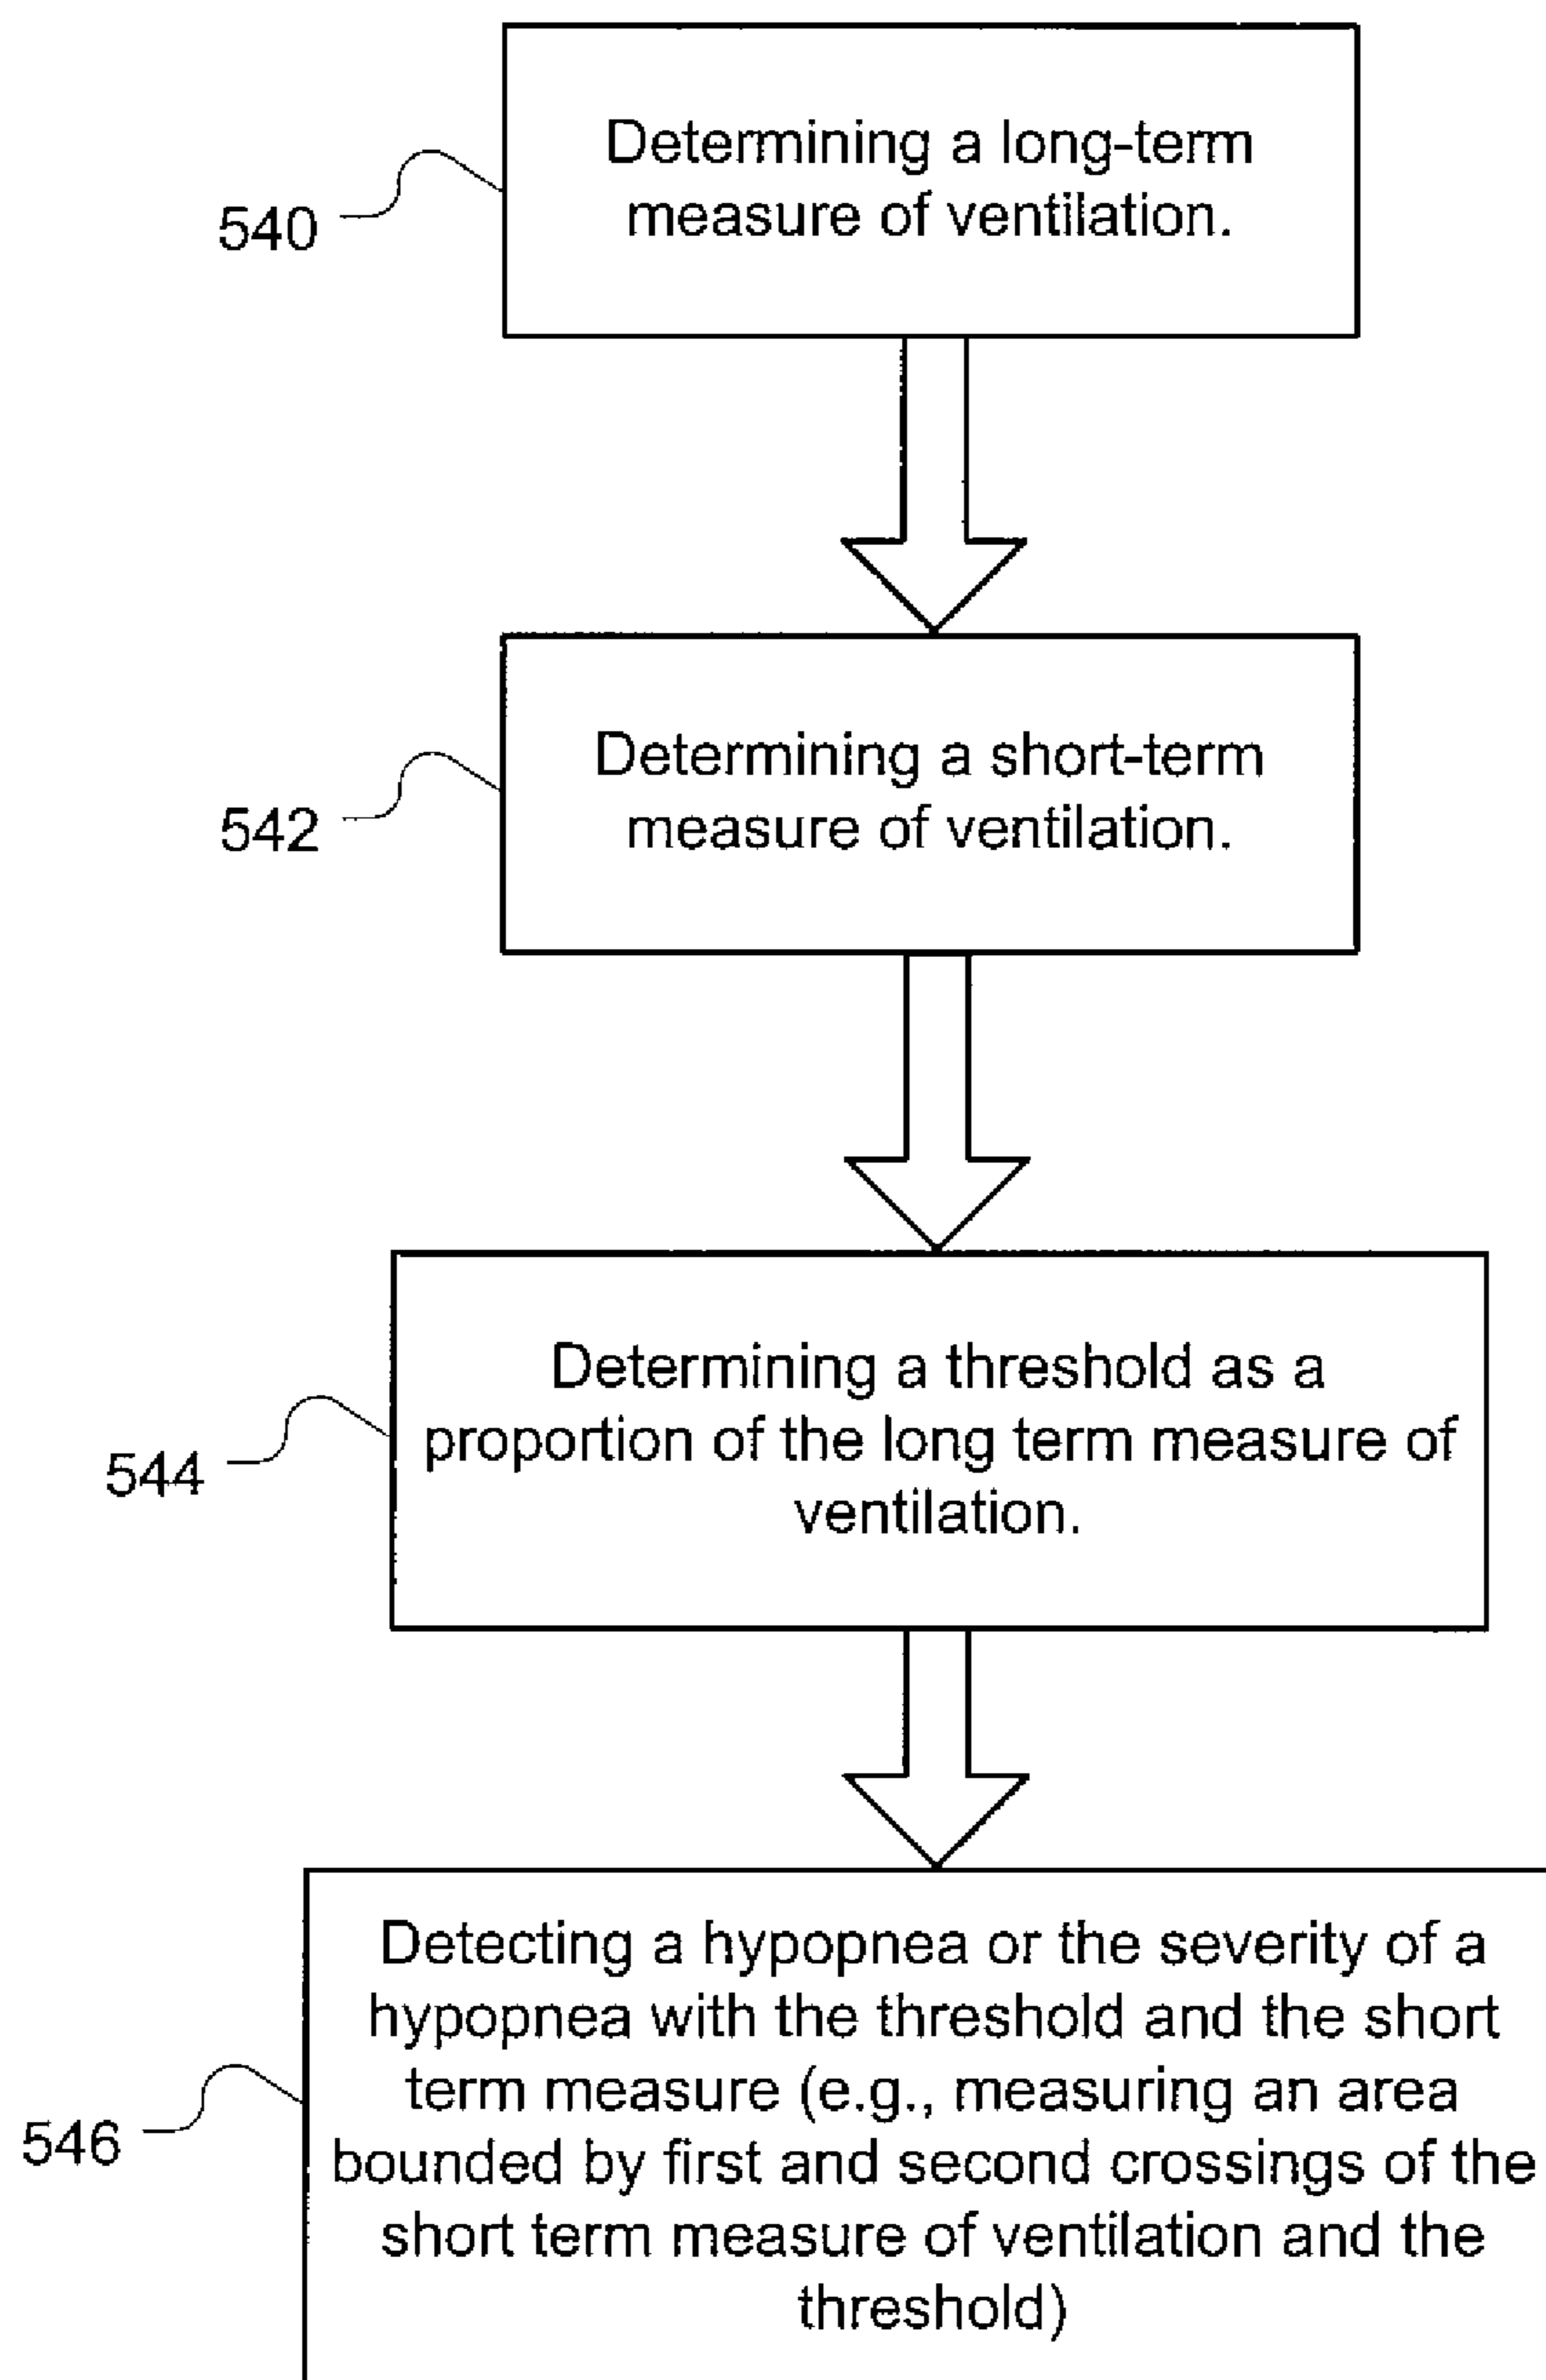 Determining a long-term
measure of ventilation.
540
Determining a short-term
measure of ventilation.
542
Determining a threshold as a
proportion of the long term measure of
ventilation.
544
Detecting a hypopnea or the severity of a
hypopnea with the threshold and the short
term measure (e.g., measuring an area
bounded by first and second crossings of the
short term measure of ventilation and the
threshold)
546